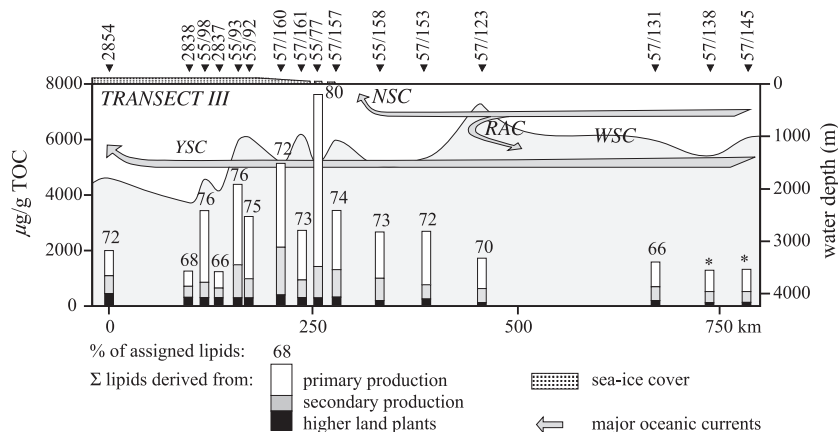 2854 2838 55/98 2837 55/93 55/92 57/160 57/161 55/77 57/157 55/158 57/153 57/123 57/131 57/138 57/145
8000 0
TRANSECT III 80 NSC
6000 RAC WSC 1000
YSC
72
4000 76 2000
76 75 74
72 73 73 72 70
2000 68 66 66 * * 3000
0 4000
µg/g TOC
water depth (m)
0 250 500 750 km
% of assigned lipids: 68
Σ lipids derived from:
primary production sea-ice cover
secondary production
higher land plants major oceanic currents